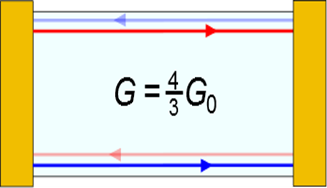 G = 4/3 G₀